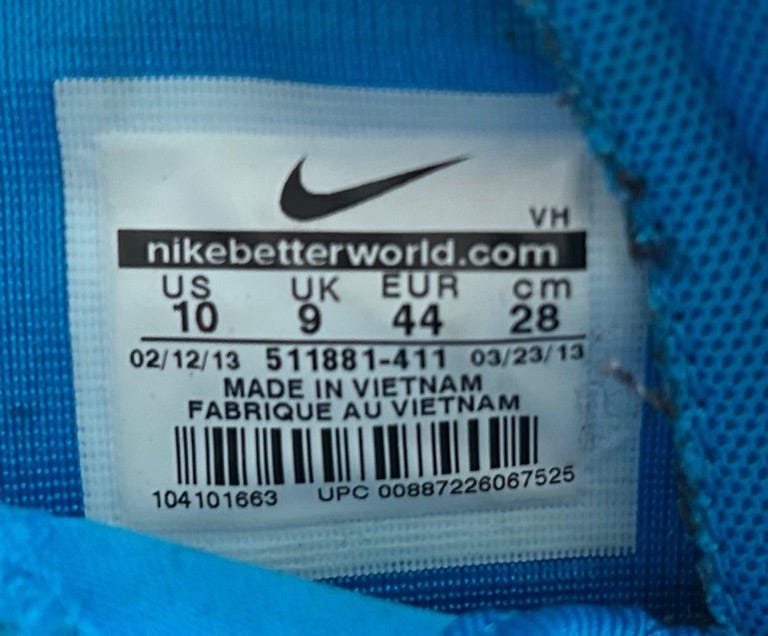 VH
nikebetterworld.com
US UK EUR cm
10 9 44 28
02/12/13 511881-411 03/23/13
MADE IN VIETNAM
FABRIQUE AU VIETNAM
104101663 UPC 00887226067525